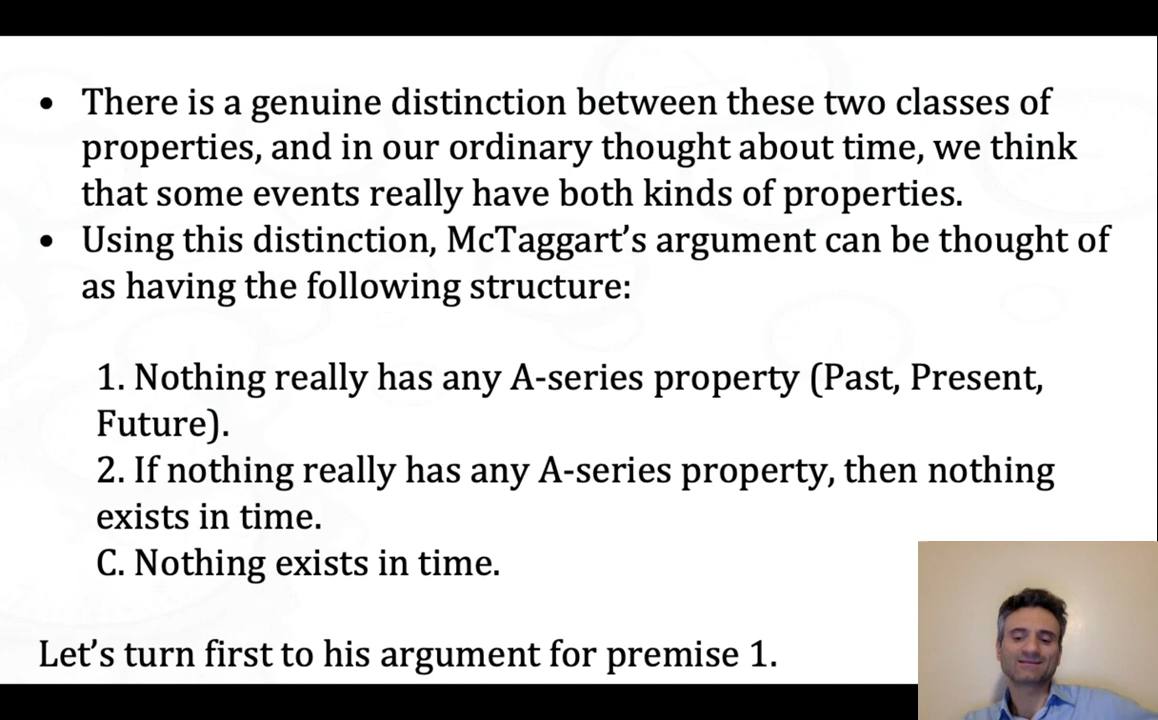 • There is a genuine distinction between these two classes of
properties, and in our ordinary thought about time, we think
that some events really have both kinds of properties.
• Using this distinction, McTaggart’s argument can be thought of
as having the following structure:
1. Nothing really has any A-series property (Past, Present,
Future).
2. If nothing really has any A-series property, then nothing
exists in time.
C. Nothing exists in time.
Let’s turn first to his argument for premise 1.